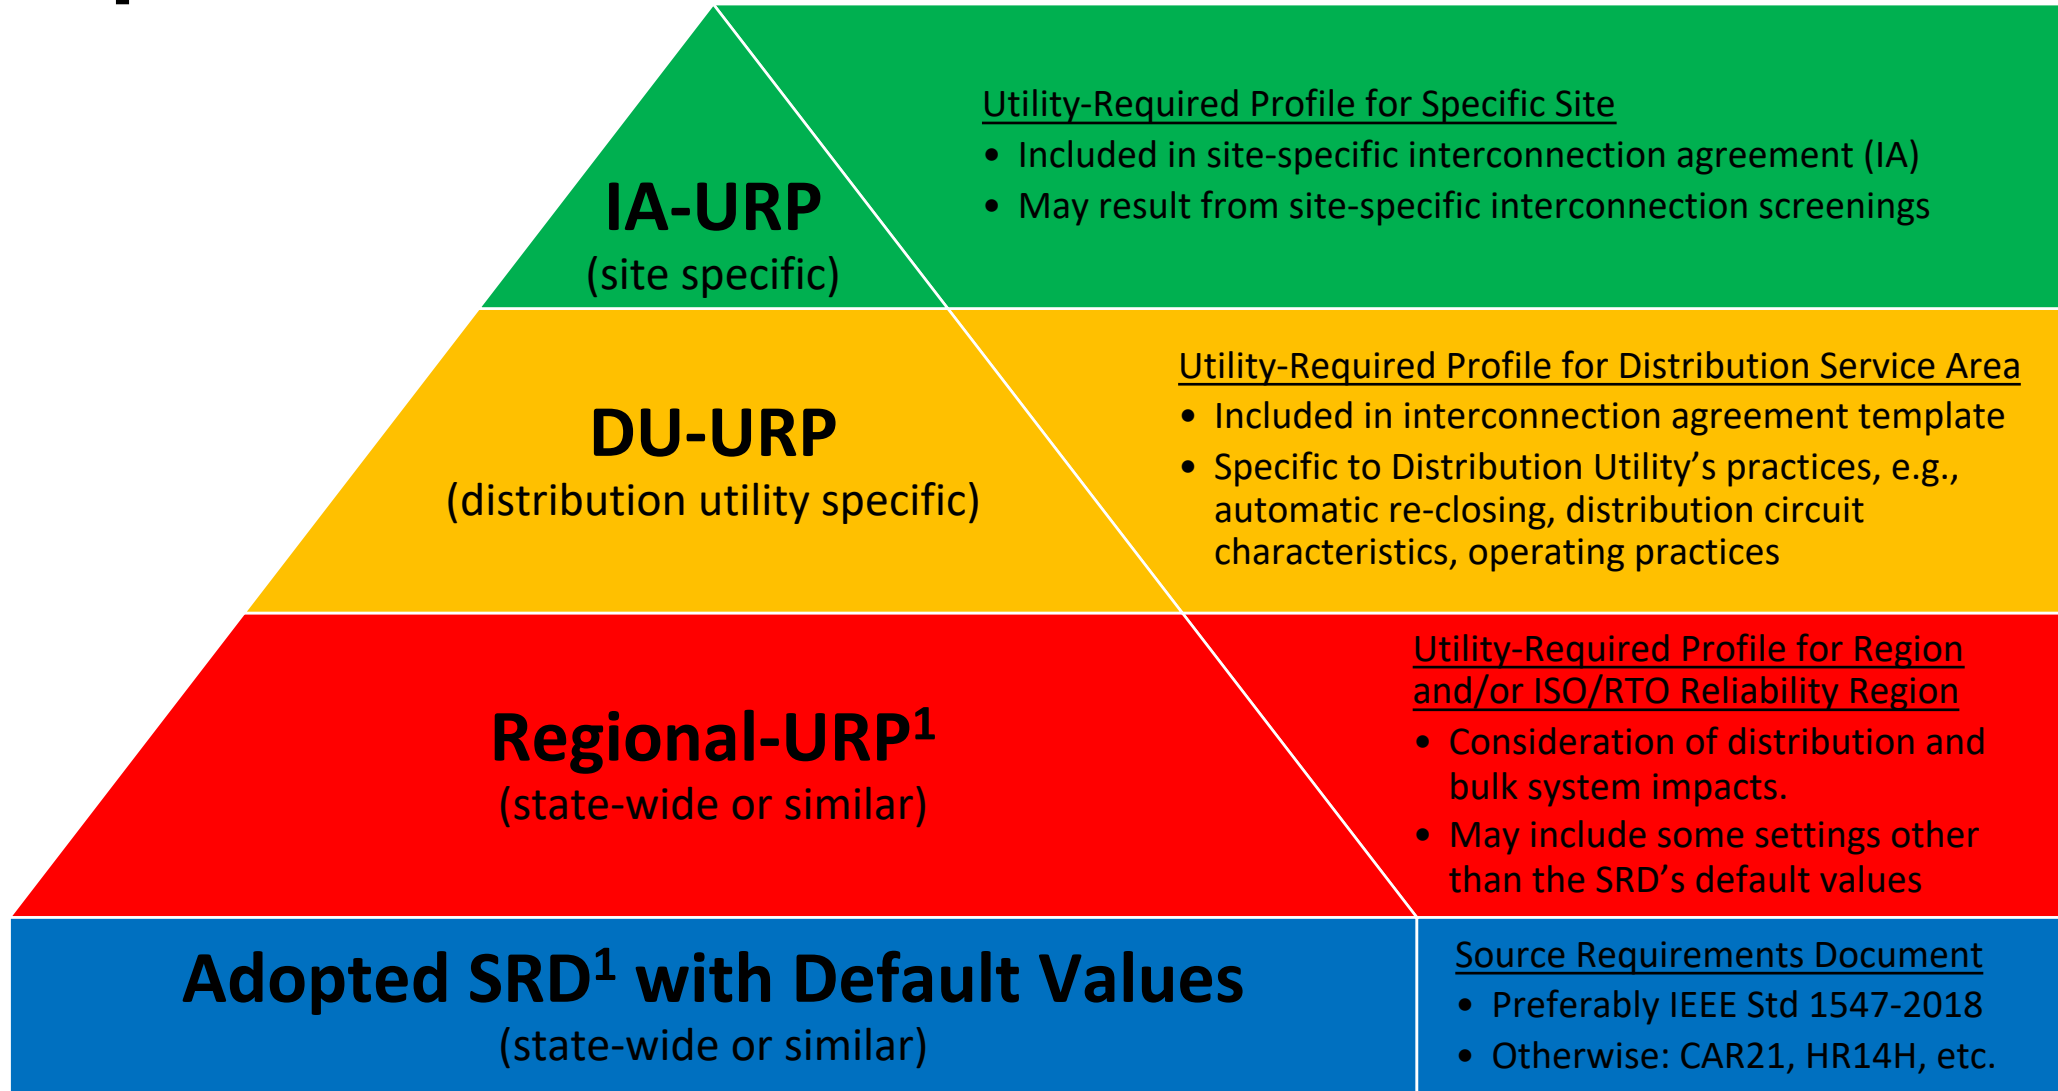 IA-URP
(site specific)
Utility-Required Profile for Specific Site
• Included in site-specific interconnection agreement (IA)
• May result from site-specific interconnection screenings
DU-URP
(distribution utility specific)
Utility-Required Profile for Distribution Service Area
• Included in interconnection agreement template
• Specific to Distribution Utility’s practices, e.g.,
automatic re-closing, distribution circuit
characteristics, operating practices
Regional-URP¹
(state-wide or similar)
Utility-Required Profile for Region
and/or ISO/RTO Reliability Region
• Consideration of distribution and
bulk system impacts.
• May include some settings other
than the SRD’s default values
Adopted SRD¹ with Default Values
(state-wide or similar)
Source Requirements Document
• Preferably IEEE Std 1547-2018
• Otherwise: CAR21, HR14H, etc.